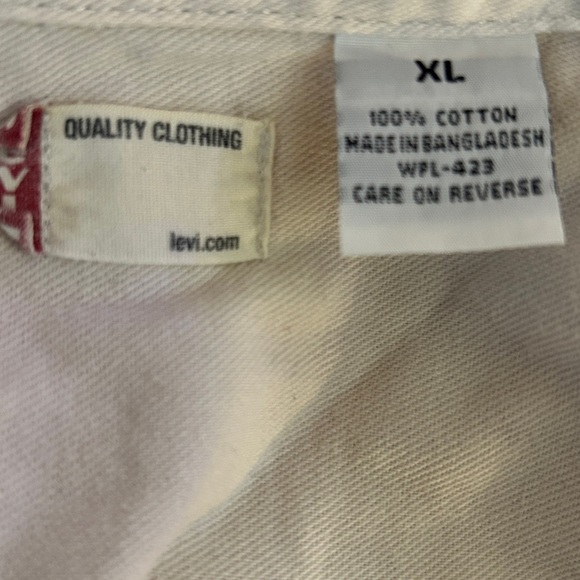 QUALITY CLOTHING
levi.com
XL
100% COTTON
MADE IN BANGLADESH
WPL-423
CARE ON REVERSE